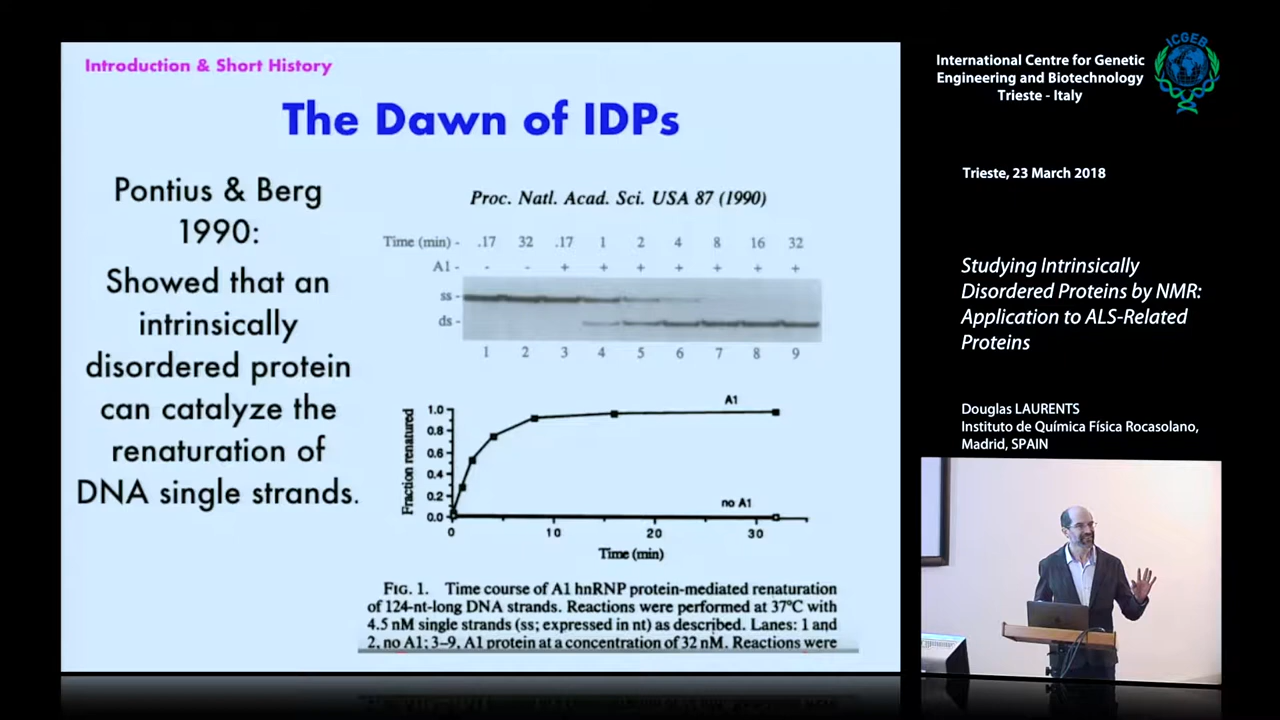 Introduction & Short History
The Dawn of IDPs
Pontius & Berg
1990:
Showed that an
intrinsically
disordered protein
can catalyze the
renaturation of
DNA single strands.
Proc. Natl. Acad. Sci. USA 87 (1990)
Time (min) - .17 32 .17 1 2 4 8 16 32
A1 - - - + + + + + + +
ss -
ds -
1 2 3 4 5 6 7 8 9
Fraction renatured
1.0
0.8
0.6
0.4
0.2
0.0
A1
no A1
0 10 20 30
Time (min)
FIG. 1. Time course of A1 hnRNP protein-mediated renaturation
of 124-nt-long DNA strands. Reactions were performed at 37°C with
4.5 nM single strands (ss; expressed in nt) as described. Lanes: 1 and
2, no A1; 3–9, A1 protein at a concentration of 32 nM. Reactions were
International Centre for Genetic
Engineering and Biotechnology
Trieste - Italy
ICGEB
Trieste, 23 March 2018
Studying Intrinsically
Disordered Proteins by NMR:
Application to ALS-Related
Proteins
Douglas LAURENTS
Instituto de Química Física Rocasolano,
Madrid, SPAIN